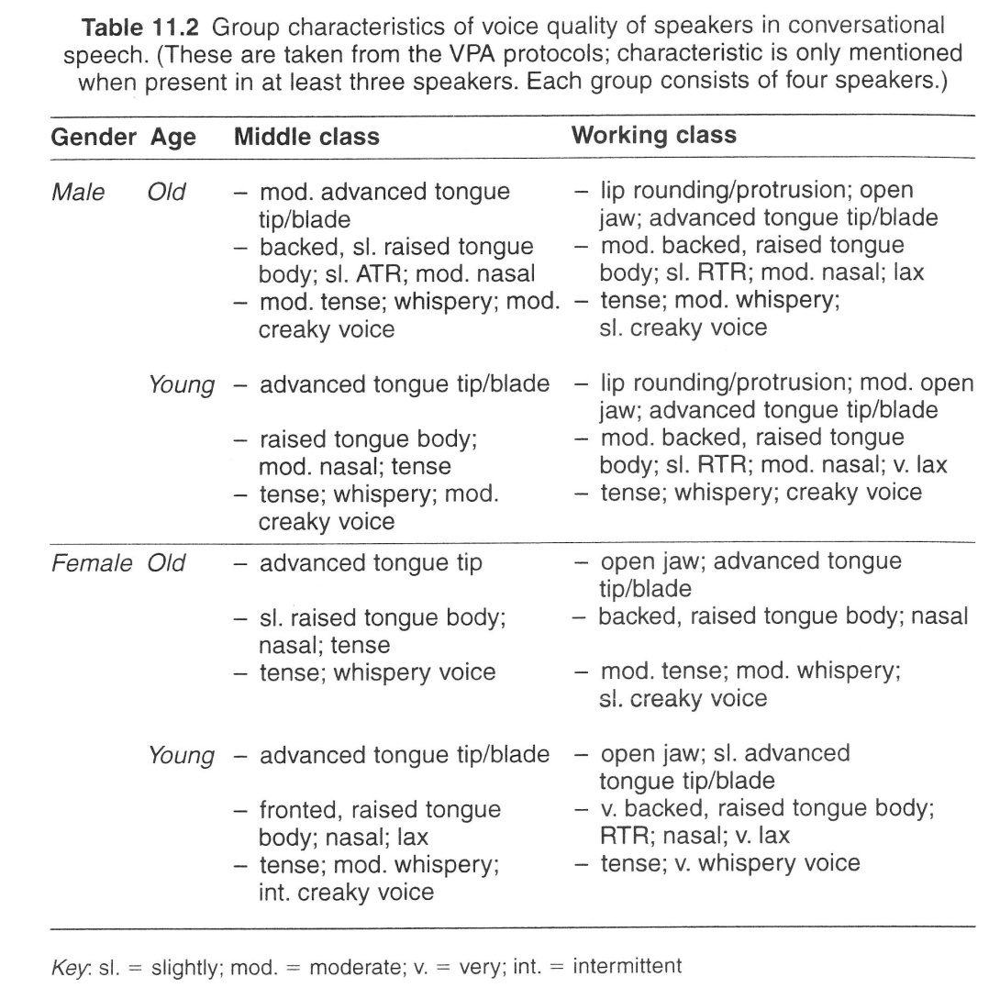 Table 11.2 Group characteristics of voice quality of speakers in conversational
speech. (These are taken from the VPA protocols; characteristic is only mentioned
when present in at least three speakers. Each group consists of four speakers.)
Gender Age Middle class Working class
Male Old – mod. advanced tongue – lip rounding/protrusion; open
tip/blade jaw; advanced tongue tip/blade
– backed, sl. raised tongue – mod. backed, raised tongue
body; sl. ATR; mod. nasal body; sl. RTR; mod. nasal; lax
– mod. tense; whispery; mod. – tense; mod. whispery;
creaky voice sl. creaky voice
Young – advanced tongue tip/blade – lip rounding/protrusion; mod. open
jaw; advanced tongue tip/blade
– raised tongue body; – mod. backed, raised tongue
mod. nasal; tense body; sl. RTR; mod. nasal; v. lax
– tense; whispery; mod. – tense; whispery; creaky voice
creaky voice
Female Old – advanced tongue tip – open jaw; advanced tongue
tip/blade
– sl. raised tongue body; – backed, raised tongue body; nasal
nasal; tense
– tense; whispery voice – mod. tense; mod. whispery;
sl. creaky voice
Young – advanced tongue tip/blade – open jaw; sl. advanced
tongue tip/blade
– fronted, raised tongue – v. backed, raised tongue body;
body; nasal; lax RTR; nasal; v. lax
– tense; mod. whispery; – tense; v. whispery voice
int. creaky voice
Key: sl. = slightly; mod. = moderate; v. = very; int. = intermittent